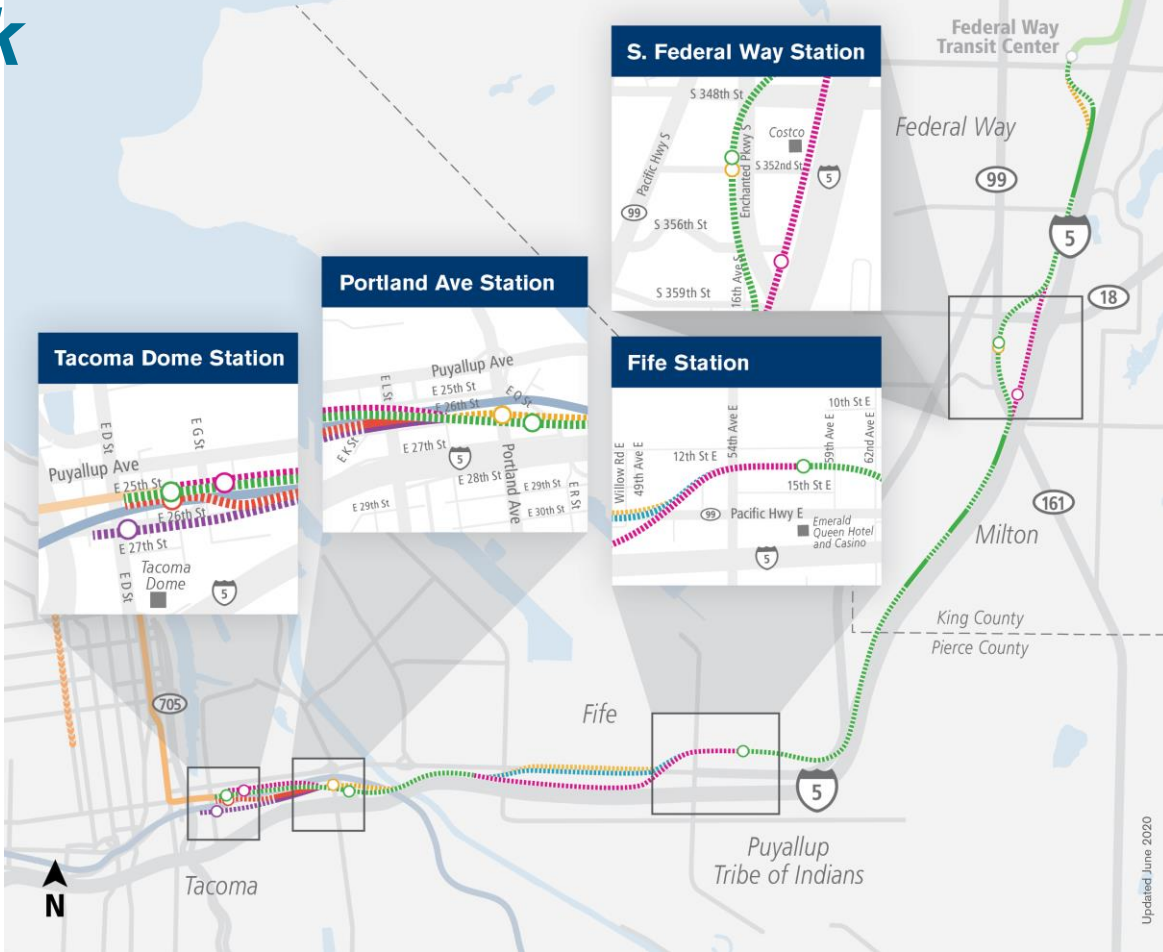 k
Federal Way
Transit Center
S. Federal Way Station
S 348th St
Pacific Hwy S
Enchanted Pkwy S
Costco
S 352nd St
5
99
S 356th St
16th Ave S
S 359th St
Federal Way
99
5
18
161
Milton
King County
Pierce County
Portland Ave Station
Puyallup Ave
E L St
E 25th St
E 26th St
E Q St
E K St
E 27th St
5
Portland Ave
E 28th St
E 29th St
E 29th St
E R St
E 30th St
Fife Station
10th St E
54th Ave E
59th Ave E
62nd Ave E
Willow Rd E
49th Ave E
12th St E
15th St E
99
Pacific Hwy E
Emerald
Queen Hotel
and Casino
5
Tacoma Dome Station
E D St
E G St
Puyallup Ave
E 25th St
E 26th St
E 27th St
E D St
Tacoma
Dome
5
705
Fife
5
Puyallup
Tribe of Indians
Tacoma
N
Updated June 2020